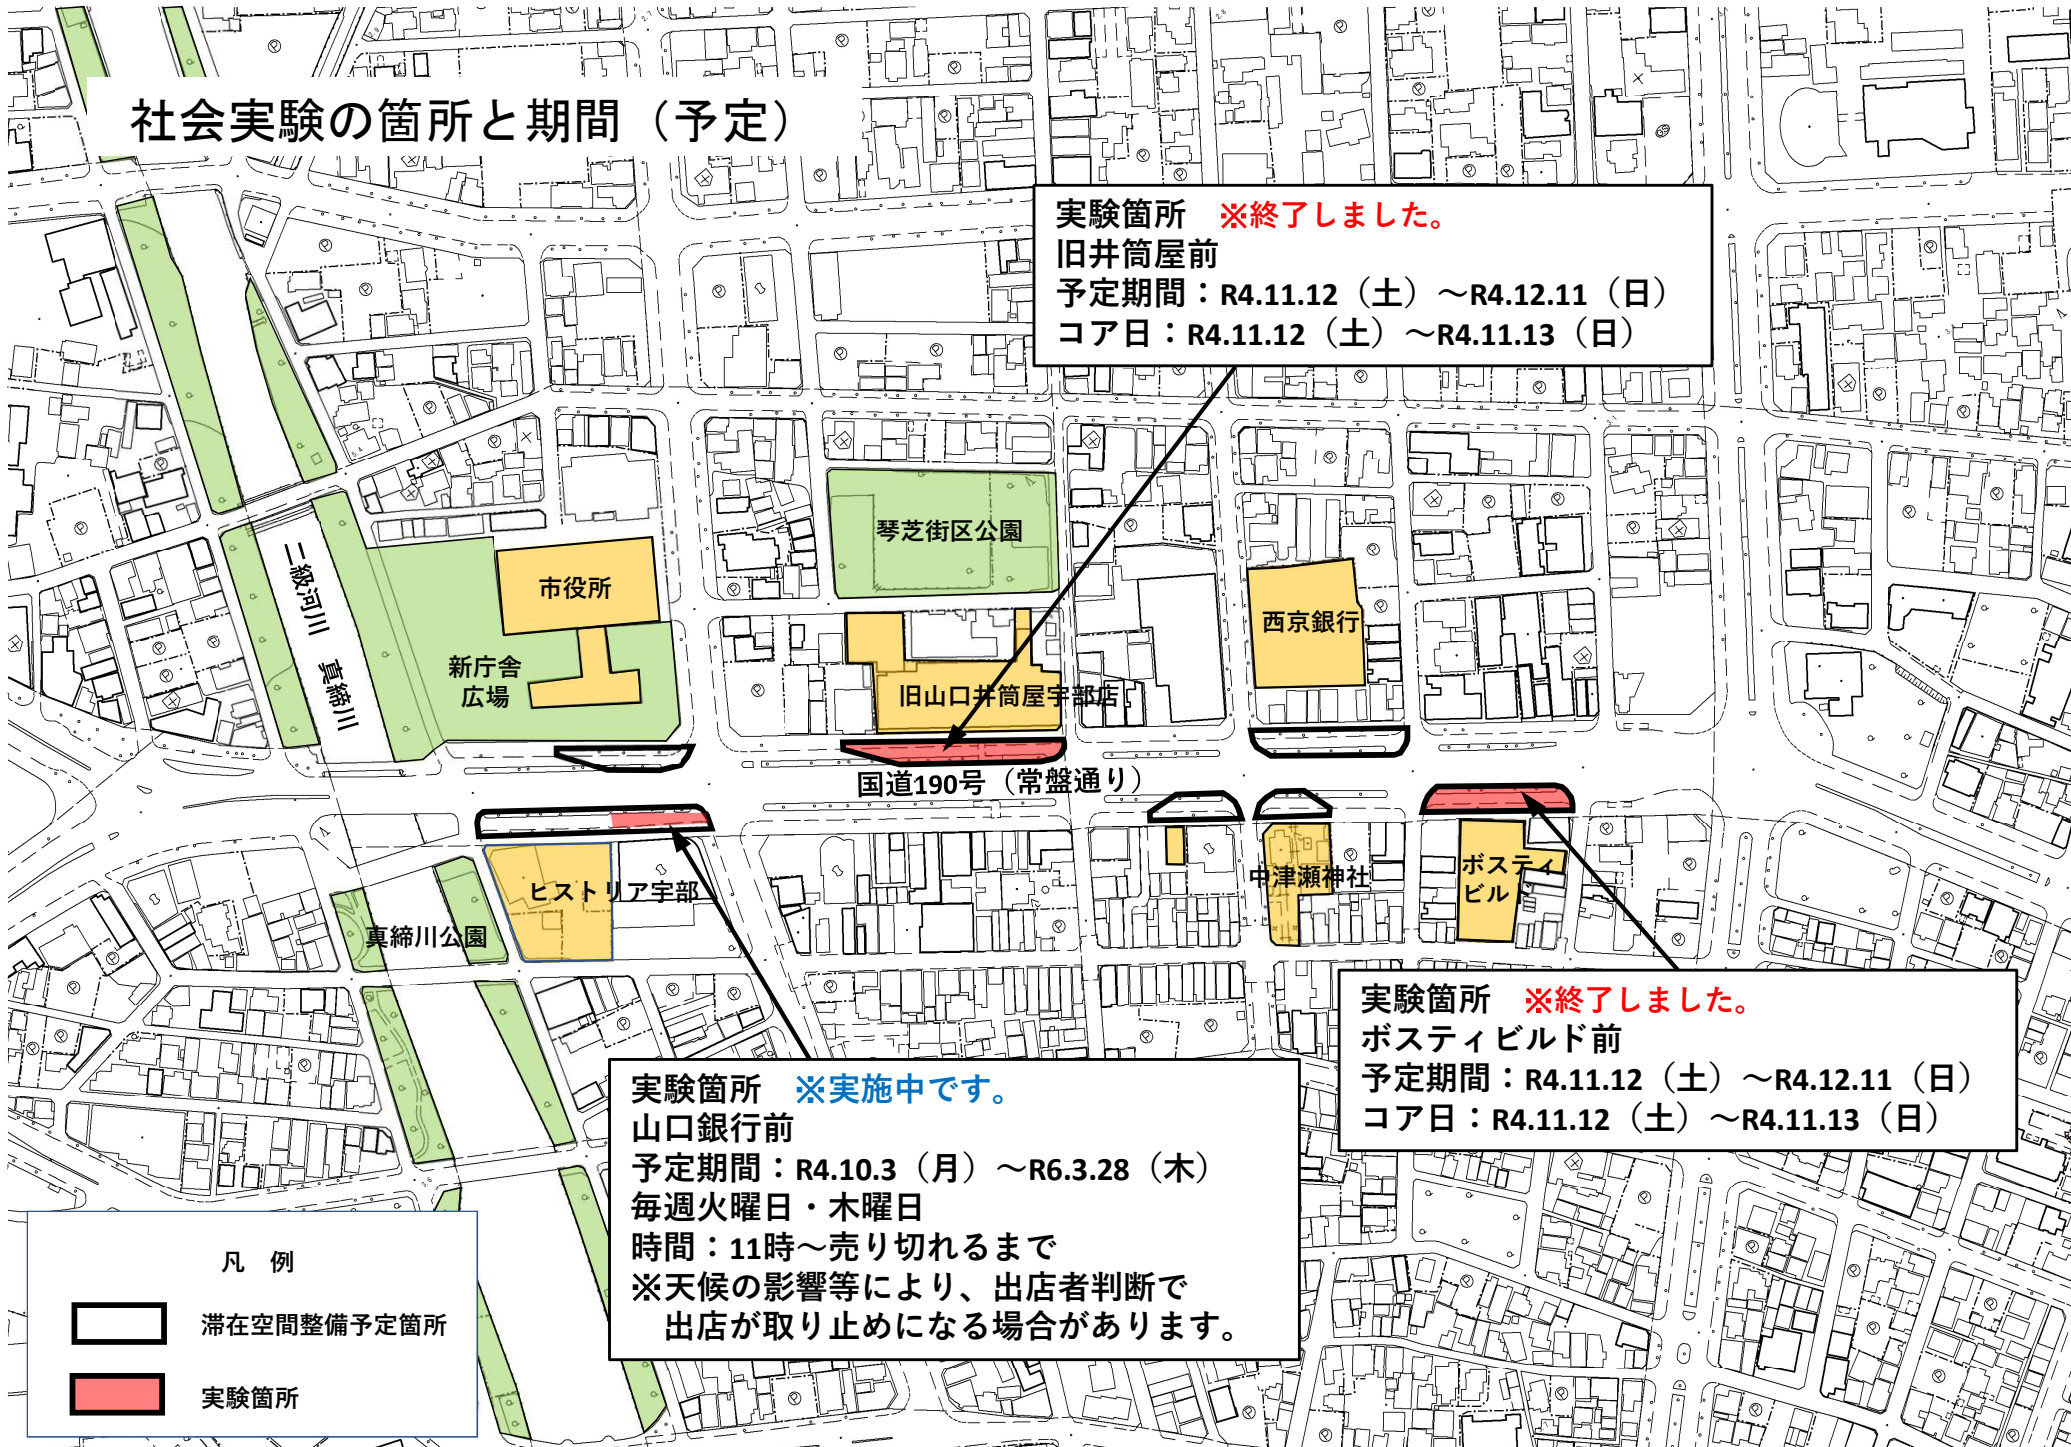 社会実験の箇所と期間（予定）
実験箇所　※終了しました。
旧井筒屋前
予定期間：R4.11.12（土）～R4.12.11（日）
コア日：R4.11.12（土）～R4.11.13（日）
琴芝街区公園
市役所
二級河川　真締川
新庁舎
広場
西京銀行
旧山口井筒屋宇部店
国道190号（常盤通り）
ヒストリア宇部
真締川公園
中津瀬神社
ボスティ
ビル
実験箇所　※終了しました。
ボスティビルド前
予定期間：R4.11.12（土）～R4.12.11（日）
コア日：R4.11.12（土）～R4.11.13（日）
実験箇所　※実施中です。
山口銀行前
予定期間：R4.10.3（月）～R6.3.28（木）
毎週火曜日・木曜日
時間：11時～売り切れるまで
※天候の影響等により、出店者判断で
出店が取り止めになる場合があります。
凡　例
滞在空間整備予定箇所
実験箇所